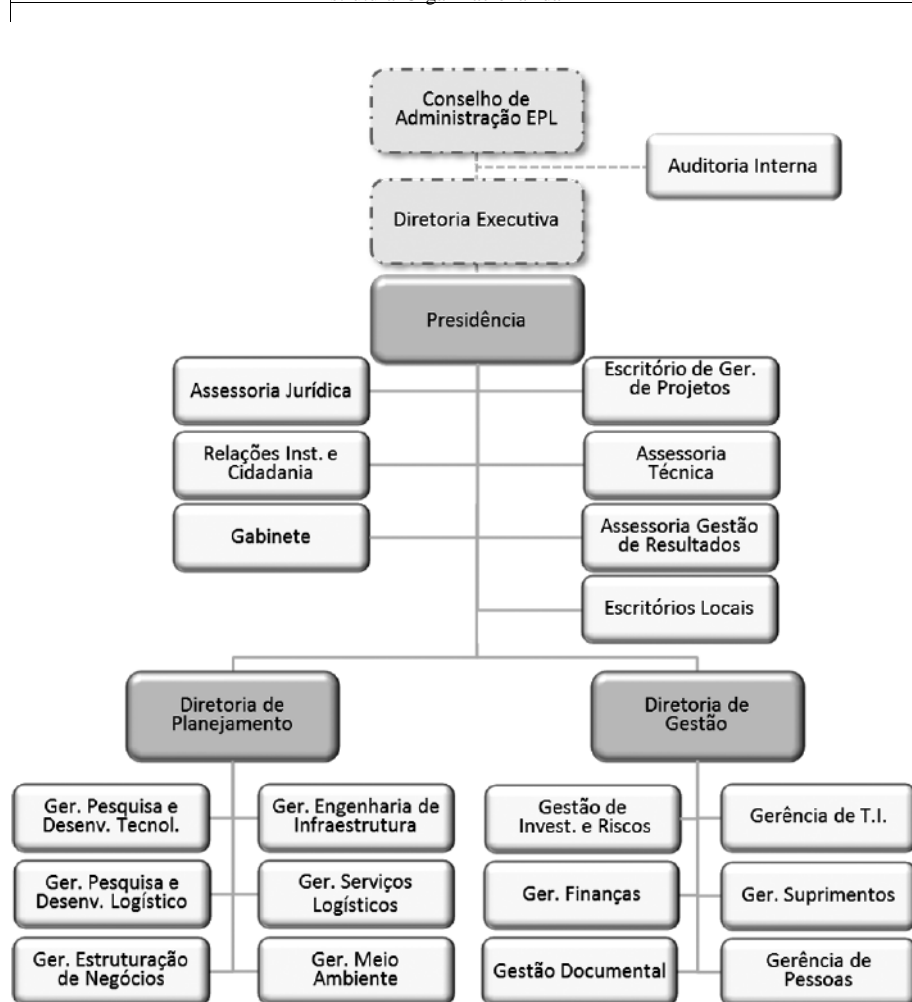 Conselho de
Administração EPL
Auditoria Interna
Diretoria Executiva
Presidência
Assessoria Jurídica
Escritório de Ger.
de Projetos
Relações Inst. e
Cidadania
Assessoria
Técnica
Gabinete
Assessoria Gestão
de Resultados
Escritórios Locais
Diretoria de
Planejamento
Diretoria de
Gestão
Ger. Pesquisa e
Desenv. Tecnol.
Ger. Engenharia de
Infraestrutura
Gestão de
Invest. e Riscos
Gerência de T.I.
Ger. Pesquisa e
Desenv. Logístico
Ger. Serviços
Logísticos
Ger. Finanças
Ger. Suprimentos
Ger. Estruturação
de Negócios
Ger. Meio
Ambiente
Gestão Documental
Gerência de
Pessoas